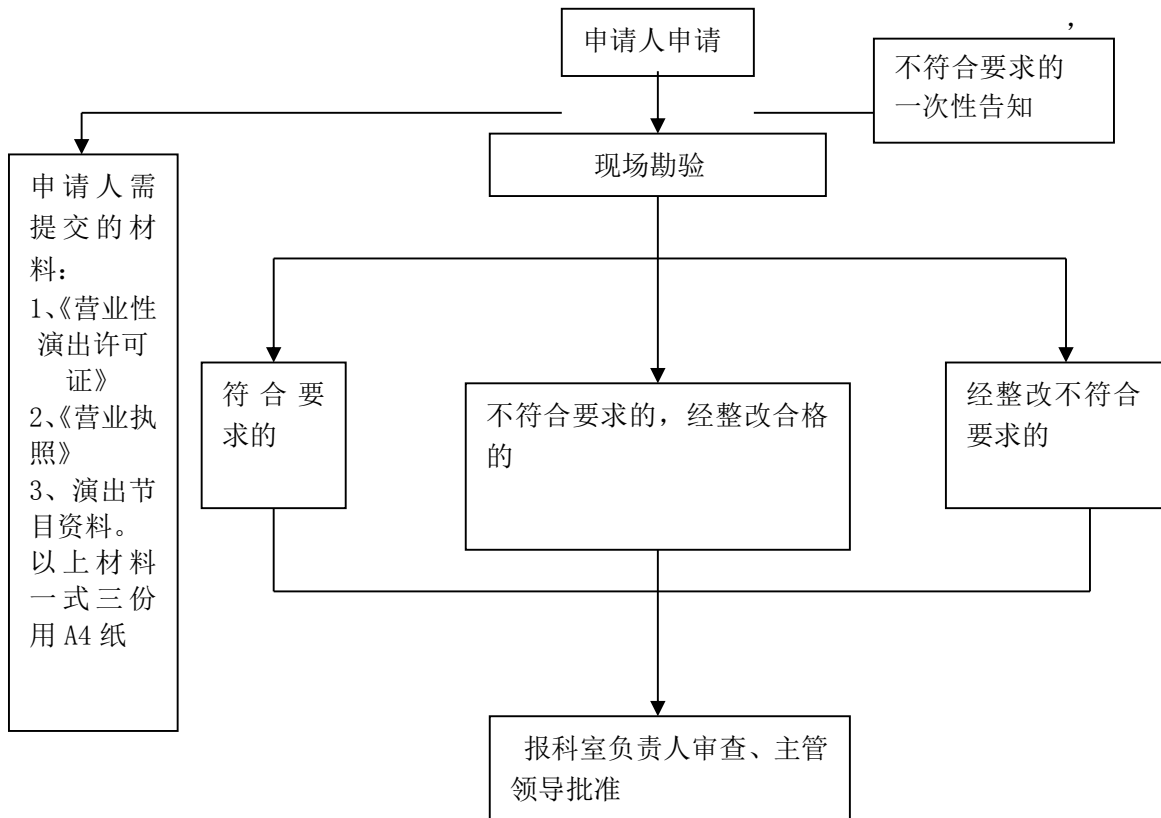 ，
申请人申请
不符合要求的
一次性告知
现场勘验
申请人需
提交的材
料：
1、《营业性
演出许可
证》
2、《营业执
照》
3、演出节
目资料。
以上材料
一式三份
用 A4 纸
符合要
求的
不符合要求的，经整改合格
的
经整改不符合
要求的
报科室负责人审查、主管
领导批准